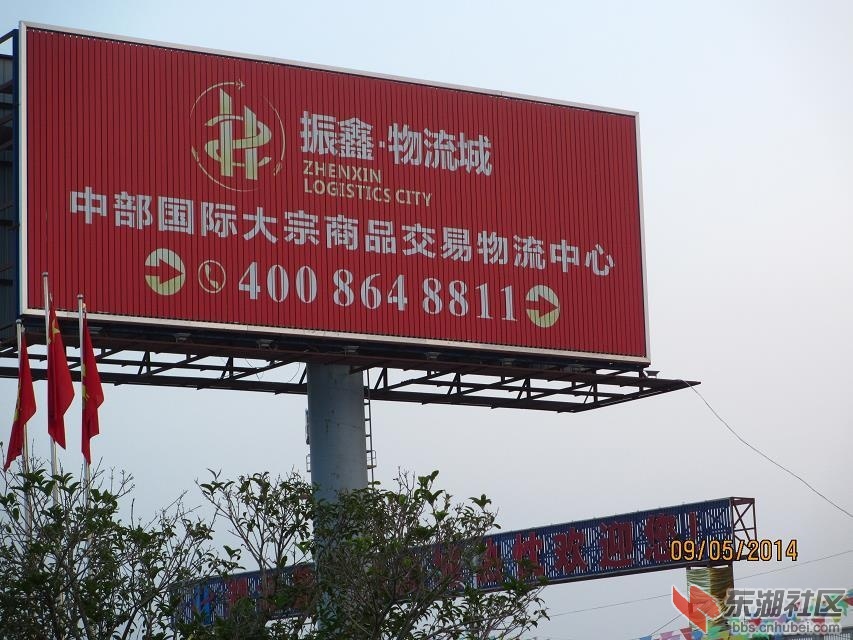 振鑫·物流城
ZHENXIN
LOGISTICS CITY
中部国际大宗商品交易物流中心
400 864 8811
欢迎您!
09/05/2014
东湖社区
bbs.cnhubei.com